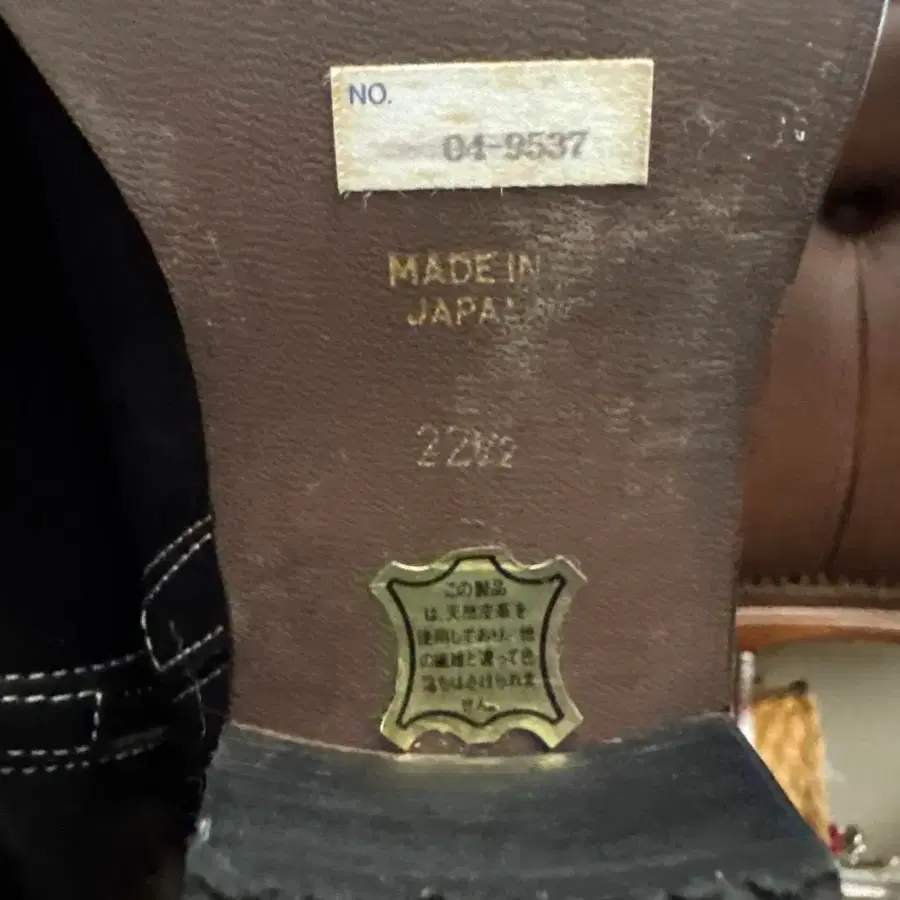 NO.
04-9537
MADE IN
JAPAN
22½
この製品
は、天然皮革を
使用しており、他
の繊維と違って色
落ちはさけられま
せん。